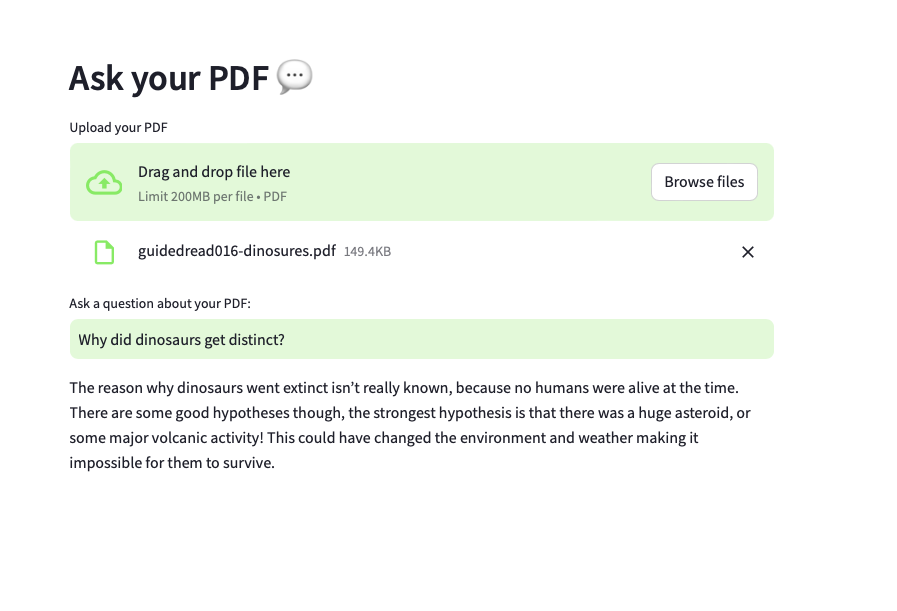 Ask your PDF 💬
Upload your PDF
Drag and drop file here
Limit 200MB per file • PDF
Browse files
guidedread016-dinosures.pdf 149.4KB
Ask a question about your PDF:
Why did dinosaurs get distinct?
The reason why dinosaurs went extinct isn’t really known, because no humans were alive at the time.
There are some good hypotheses though, the strongest hypothesis is that there was a huge asteroid, or
some major volcanic activity! This could have changed the environment and weather making it
impossible for them to survive.